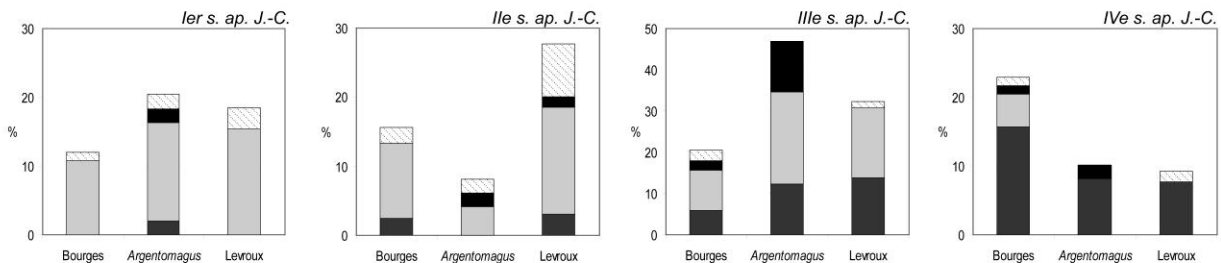 Ier s. ap. J.-C.
30
20
%
10
0
Bourges Argentomagus Levroux
IIe s. ap. J.-C.
30
20
%
10
0
Bourges Argentomagus Levroux
IIIe s. ap. J.-C.
50
40
30
%
20
10
0
Bourges Argentomagus Levroux
IVe s. ap. J.-C.
30
20
%
10
0
Bourges Argentomagus Levroux